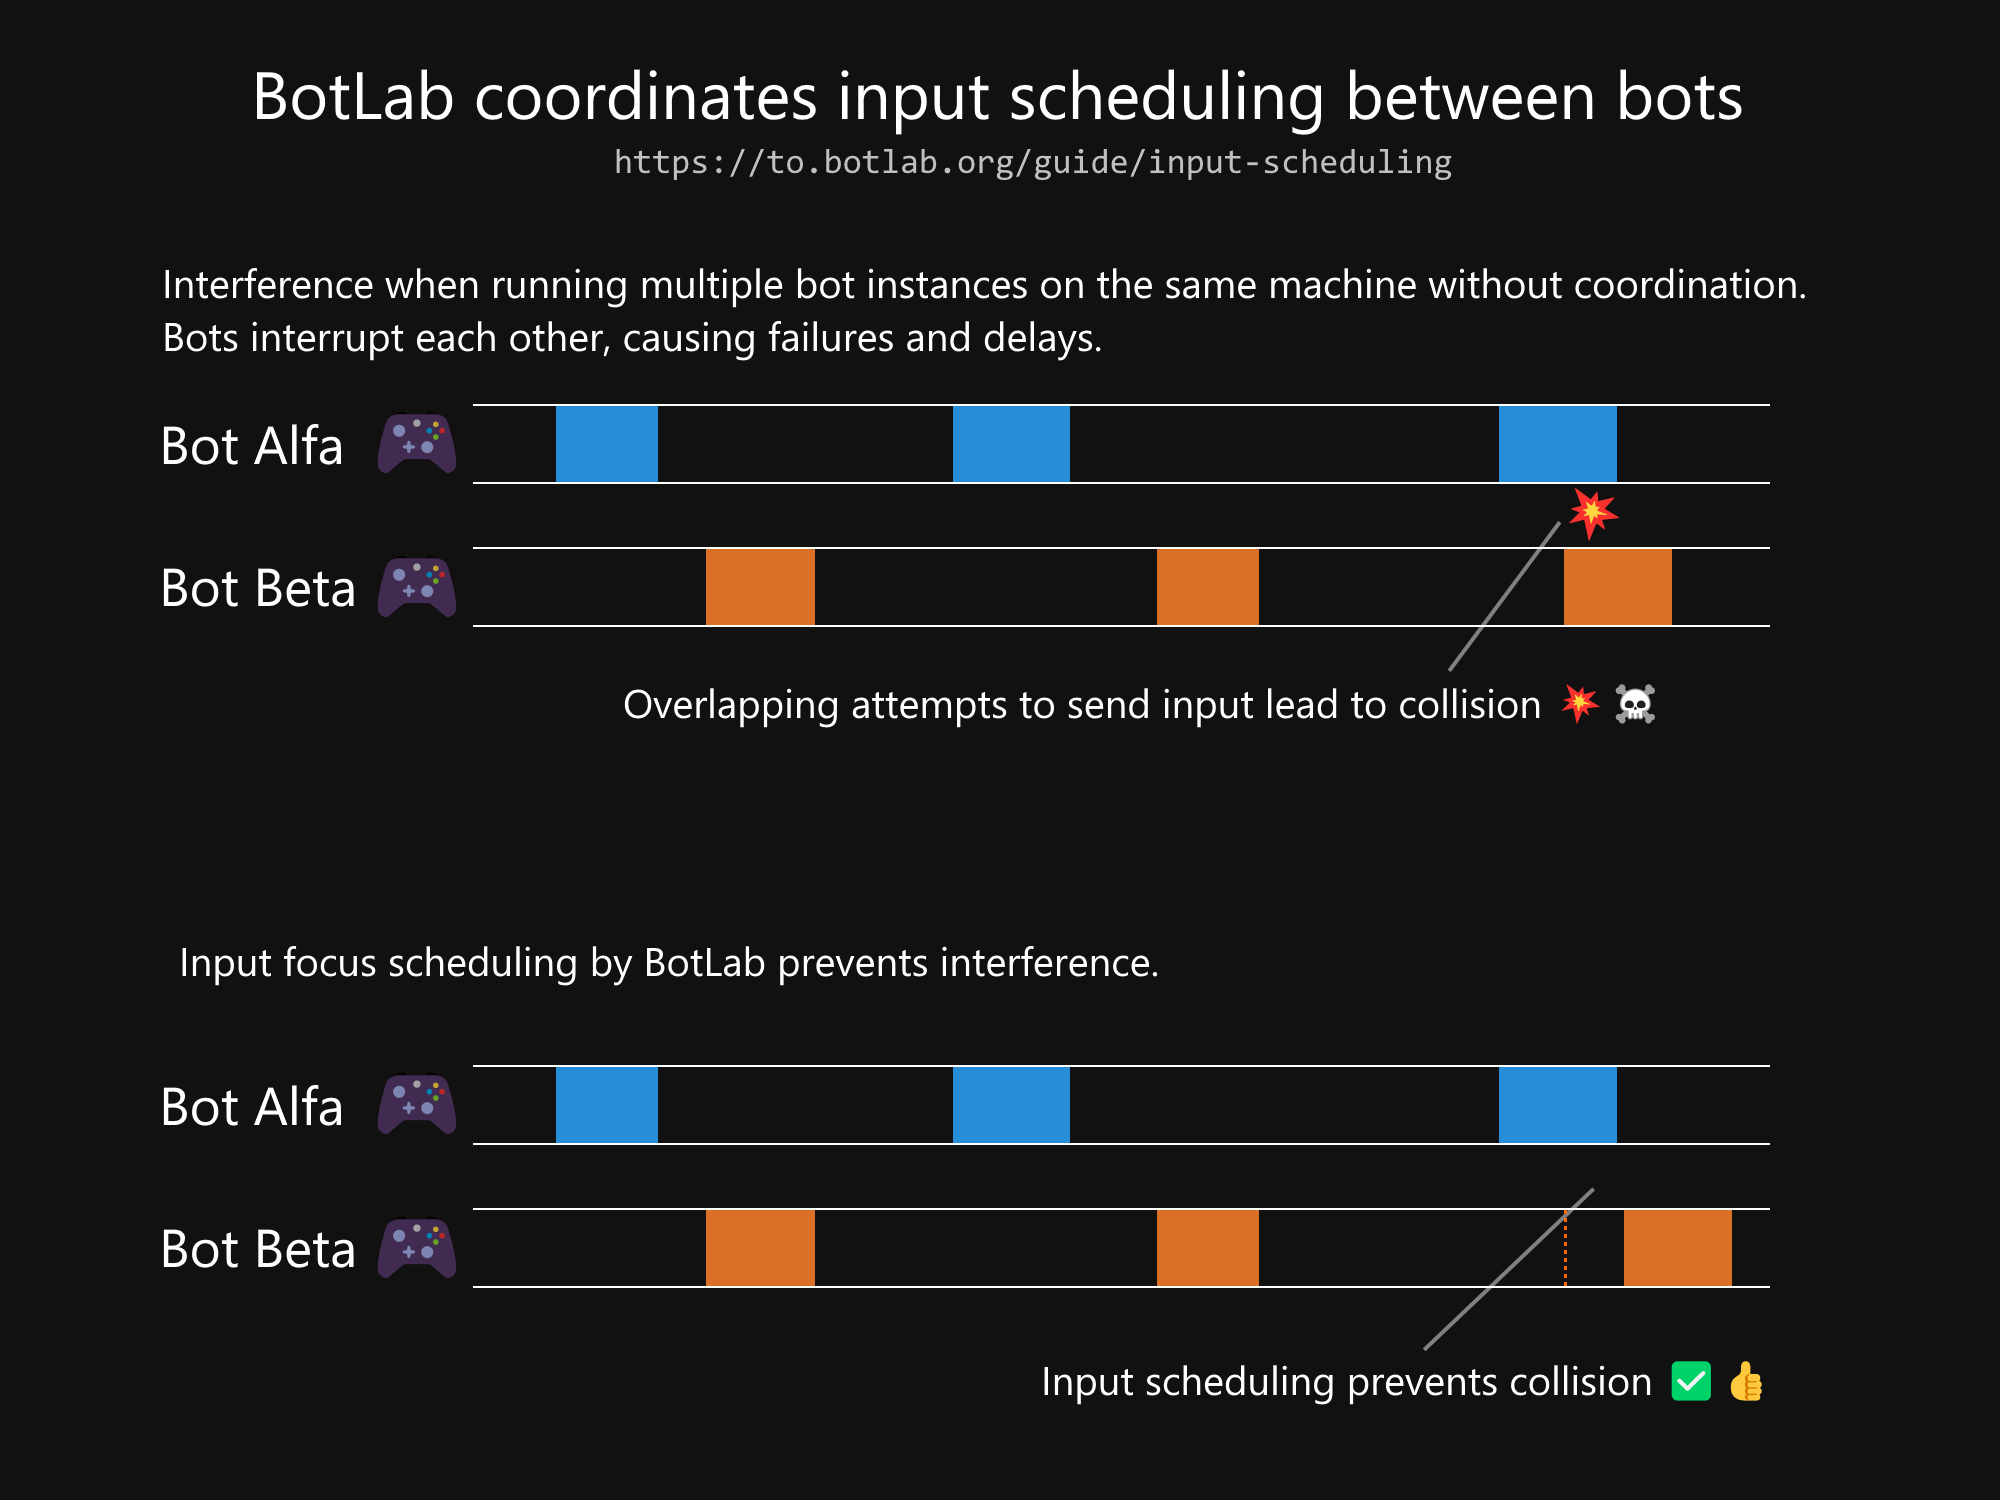 BotLab coordinates input scheduling between bots
https://to.botlab.org/guide/input-scheduling
Interference when running multiple bot instances on the same machine without coordination.
Bots interrupt each other, causing failures and delays.
Bot Alfa
Bot Beta
Overlapping attempts to send input lead to collision 💥 ☠️
Input focus scheduling by BotLab prevents interference.
Bot Alfa
Bot Beta
Input scheduling prevents collision ✅ 👍